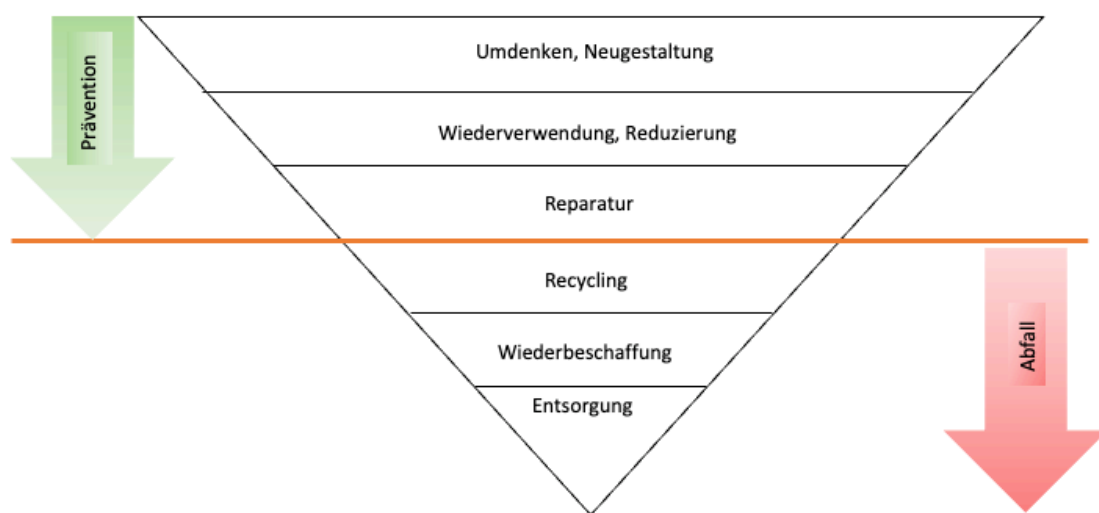 Prävention
Umdenken, Neugestaltung
Wiederverwendung, Reduzierung
Reparatur
Recycling
Wiederbeschaffung
Entsorgung
Abfall